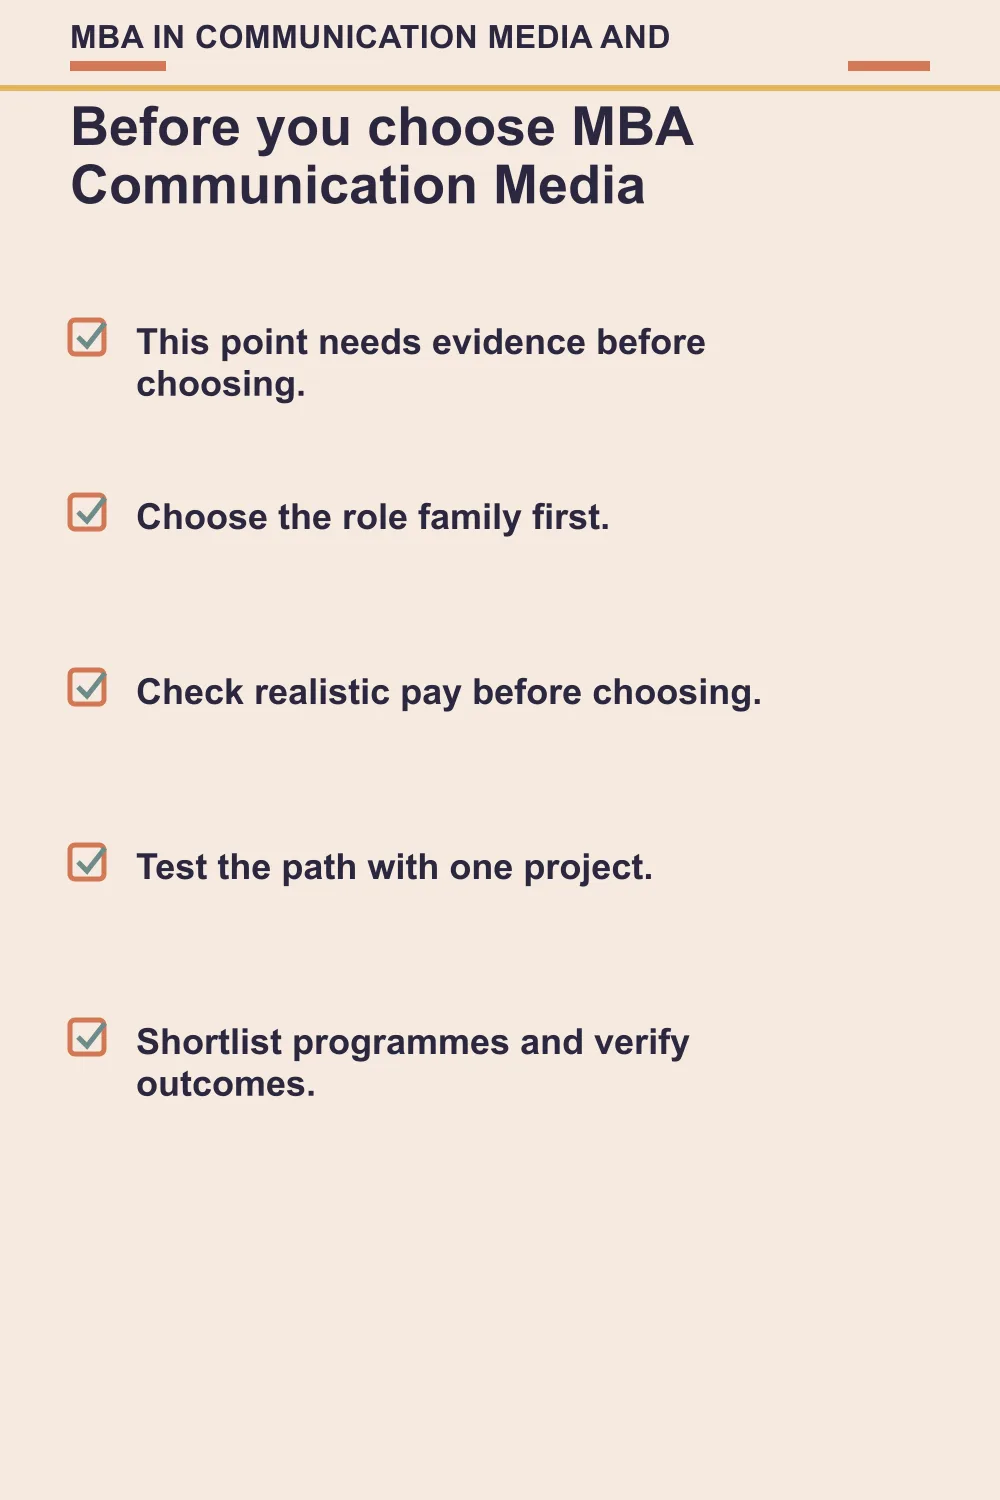 MBA IN COMMUNICATION MEDIA AND
Before you choose MBA
Communication Media
This point needs evidence before
choosing.
Choose the role family first.
Check realistic pay before choosing.
Test the path with one project.
Shortlist programmes and verify
outcomes.